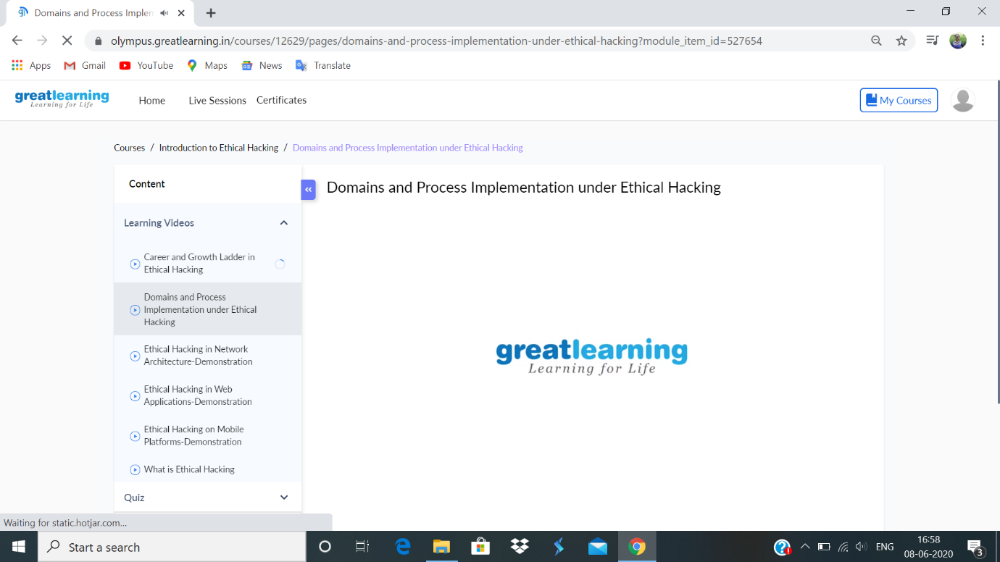 Domains and Process Implem
olympus.greatlearning.in/courses/12629/pages/domains-and-process-implementation-under-ethical-hacking?module_item_id=527654
Apps Gmail YouTube Maps News Translate
greatlearning
Learning for Life
Home Live Sessions Certificates My Courses
Courses / Introduction to Ethical Hacking / Domains and Process Implementation under Ethical Hacking
Content
Learning Videos
Career and Growth Ladder in
Ethical Hacking
Domains and Process
Implementation under Ethical
Hacking
Ethical Hacking in Network
Architecture-Demonstration
Ethical Hacking in Web
Applications-Demonstration
Ethical Hacking on Mobile
Platforms-Demonstration
What is Ethical Hacking
Quiz
Domains and Process Implementation under Ethical Hacking
greatlearning
Learning for Life
Waiting for static.hotjar.com...
Start a search
ENG
16:58
08-06-2020
3